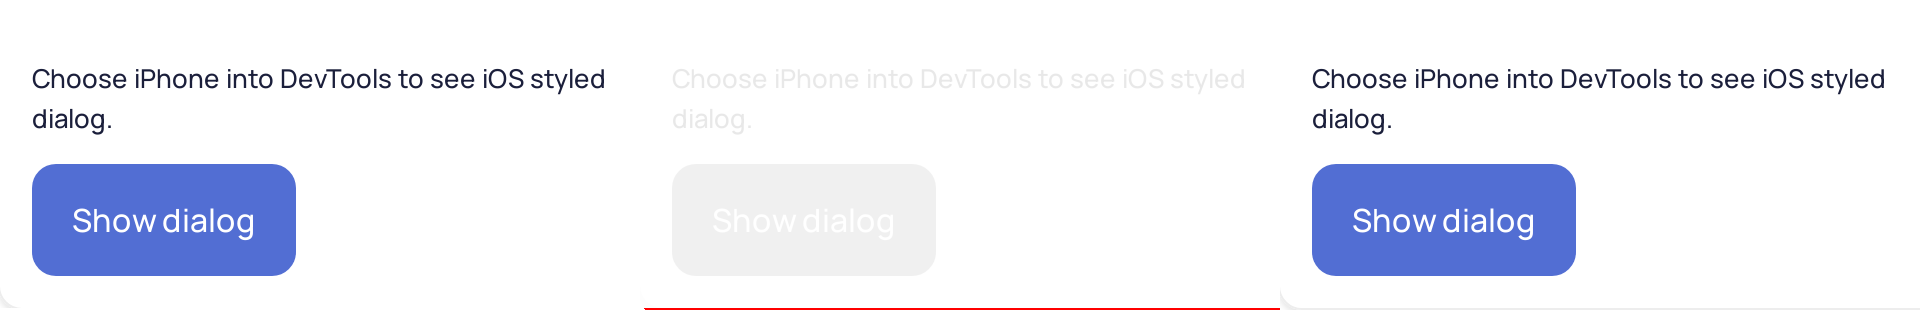 Choose iPhone into DevTools to see iOS styled
dialog.
Show dialog
Choose iPhone into DevTools to see iOS styled
dialog.
Show dialog
Choose iPhone into DevTools to see iOS styled
dialog.
Show dialog